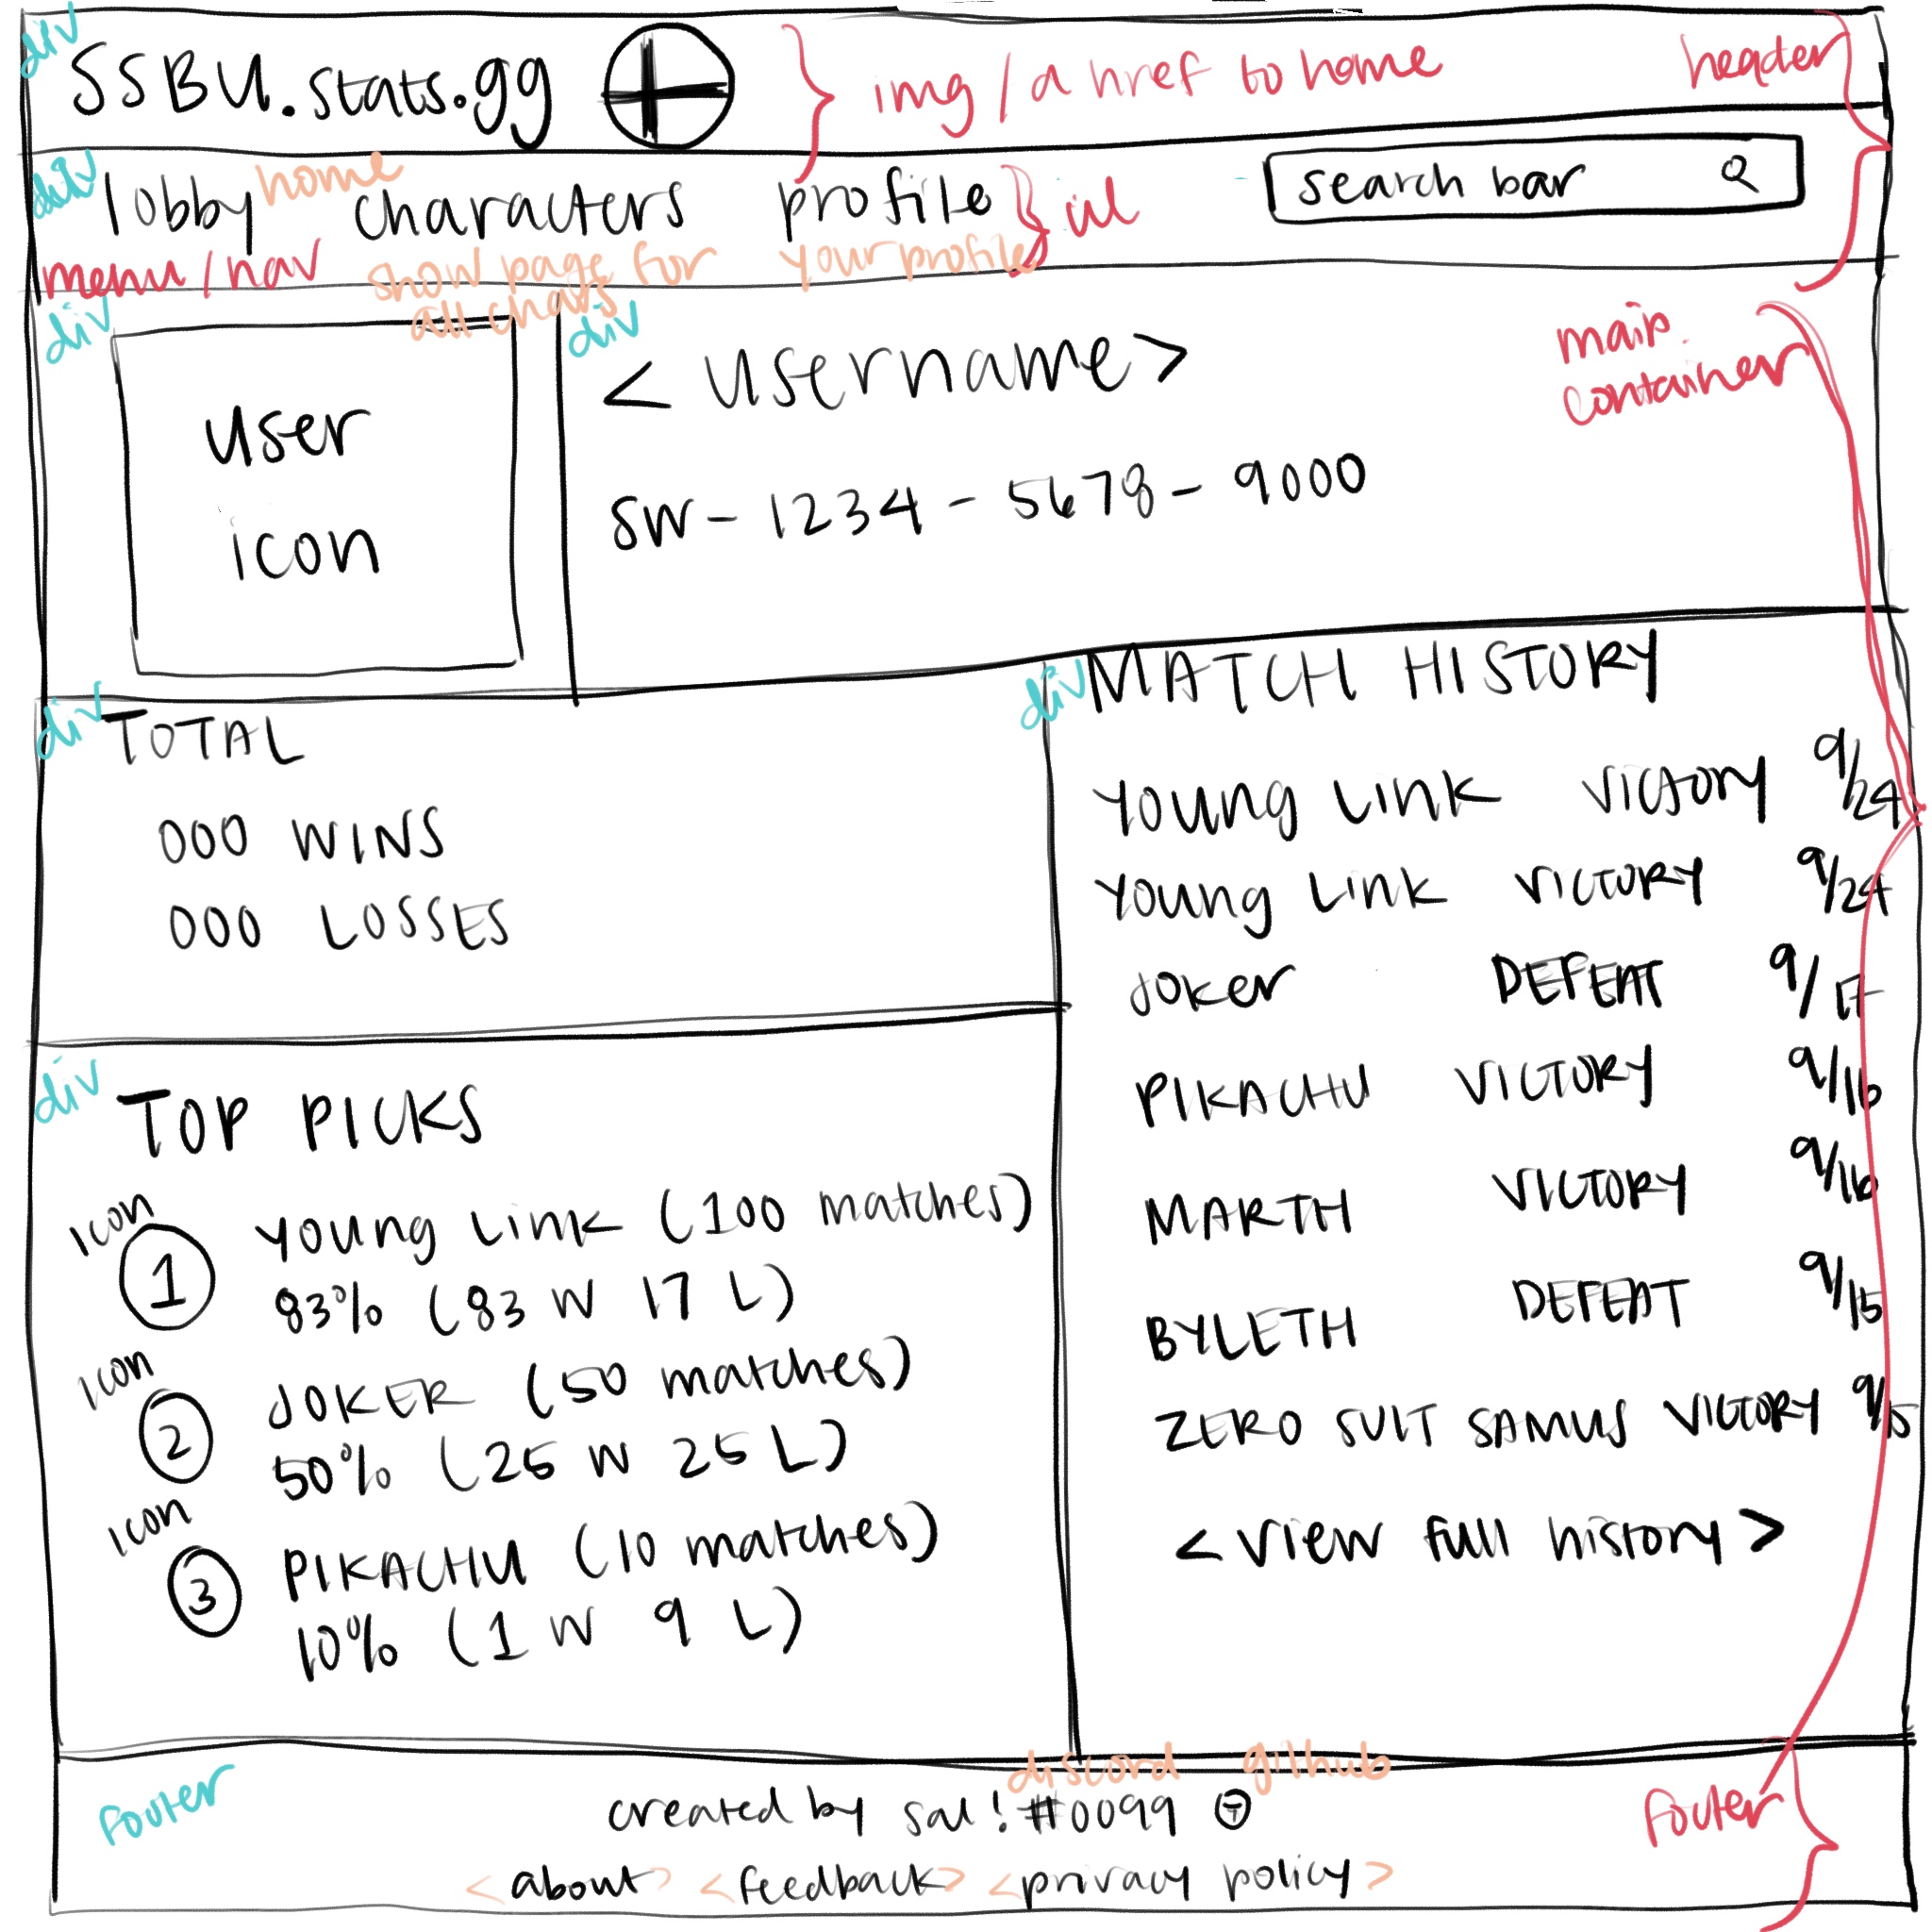 div
SSBU.stats.gg } img / a href to home header
div lobby home characters profile } ul search bar
menu / nav show page for all chars your profile
div div
user icon
< username >
main container
SW - 1234 - 5678 - 9000
div TOTAL
000 WINS
000 LOSSES
div MATCH HISTORY
YOUNG LINK VICTORY 9/24
YOUNG LINK VICTORY 9/24
JOKER DEFEAT 9/17
PIKACHU VICTORY 9/16
MARTH VICTORY 9/16
BYLETH DEFEAT 9/15
ZERO SUIT SAMUS VICTORY 9/15
< view full history >
div TOP PICKS
icon 1 YOUNG LINK (100 matches)
83% (83 W 17 L)
icon 2 JOKER (50 matches)
50% (25 W 25 L)
icon 3 PIKACHU (10 matches)
10% (1 W 9 L)
discord github
footer created by sal! #0099 footer
<about> <feedback> <privacy policy>